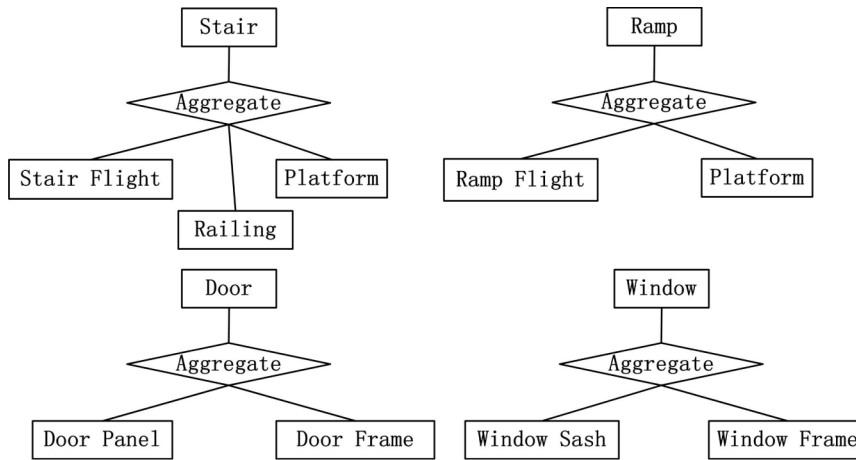 Stair
Aggregate
Stair Flight
Platform
Railing
Ramp
Aggregate
Ramp Flight
Platform
Door
Aggregate
Door Panel
Door Frame
Window
Aggregate
Window Sash
Window Frame